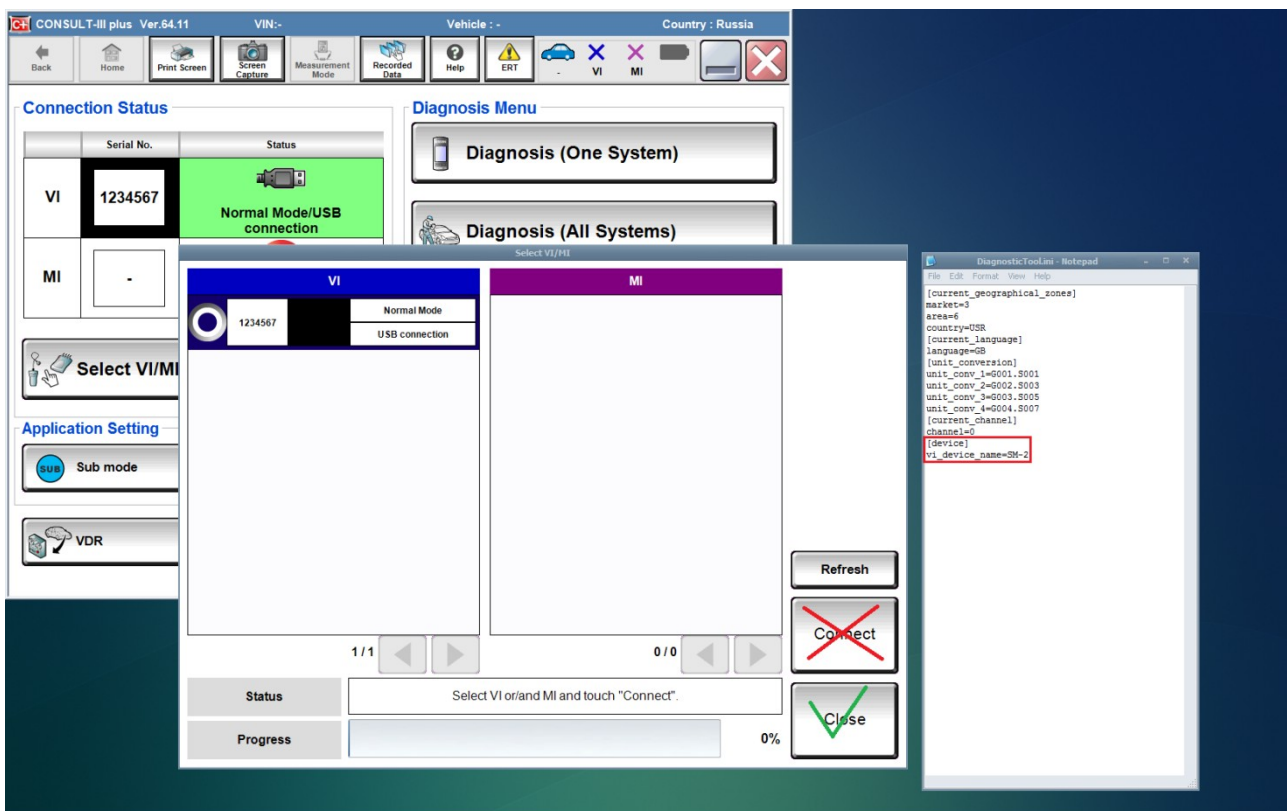 CONSULT-III plus Ver.64.11 VIN:- Vehicle : - Country : Russia
Back
Home
Print Screen
Screen
Capture
Measurement
Mode
Recorded
Data
Help
ERT
-
VI
MI
Connection Status
Serial No. Status
VI
1234567
Normal Mode/USB
connection
MI
-
Select VI/MI
Application Setting
SUB
Sub mode
VDR
Diagnosis Menu
Diagnosis (One System)
Diagnosis (All Systems)
Select VI/MI
VI
MI
1234567
Normal Mode
USB connection
1/1
0/0
Refresh
Connect
Close
Status
Select VI or/and MI and touch "Connect".
Progress
0%
DiagnosticTool.ini - Notepad
File Edit Format View Help
[current_geographical_zones]
market=3
area=6
country=USR
[current_language]
language=GB
[unit_conversion]
unit_conv_1=G001.S001
unit_conv_2=G002.S003
unit_conv_3=G003.S005
unit_conv_4=G004.S007
[current_channel]
channel=0
[device]
vi_device_name=SM-2